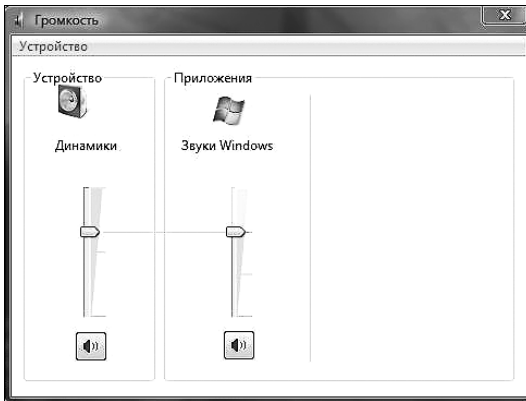 Громкость
Устройство
Устройство
Приложения
Динамики
Звуки Windows